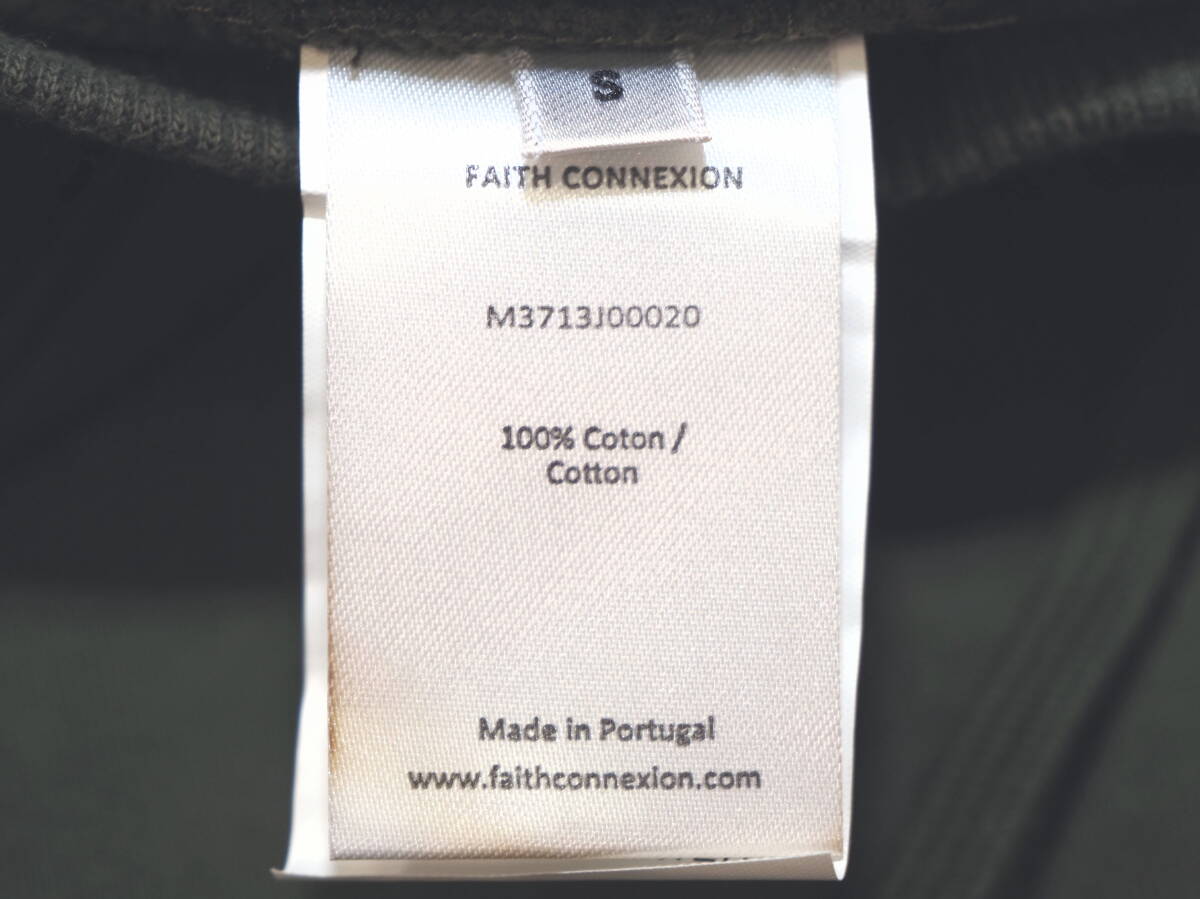 S
FAITH CONNEXION
M3713J00020
100% Coton /
Cotton
Made in Portugal
www.faithconnexion.com